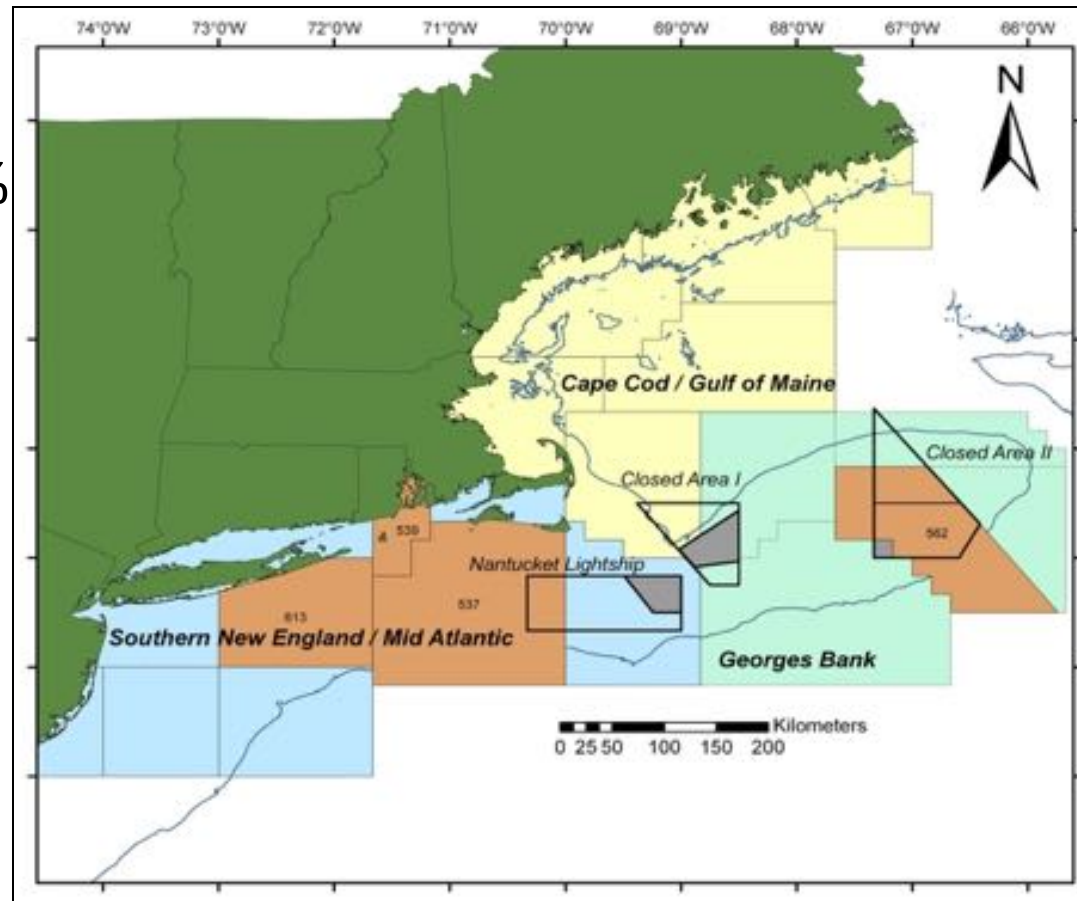 74°0'W 73°0'W 72°0'W 71°0'W 70°0'W 69°0'W 68°0'W 67°0'W 66°0'W
N
Cape Cod / Gulf of Maine
Closed Area II
Closed Area I
539
562
Nantucket Lightship
537
613
Southern New England / Mid Atlantic
Georges Bank
Kilometers
0 25 50 100 150 200